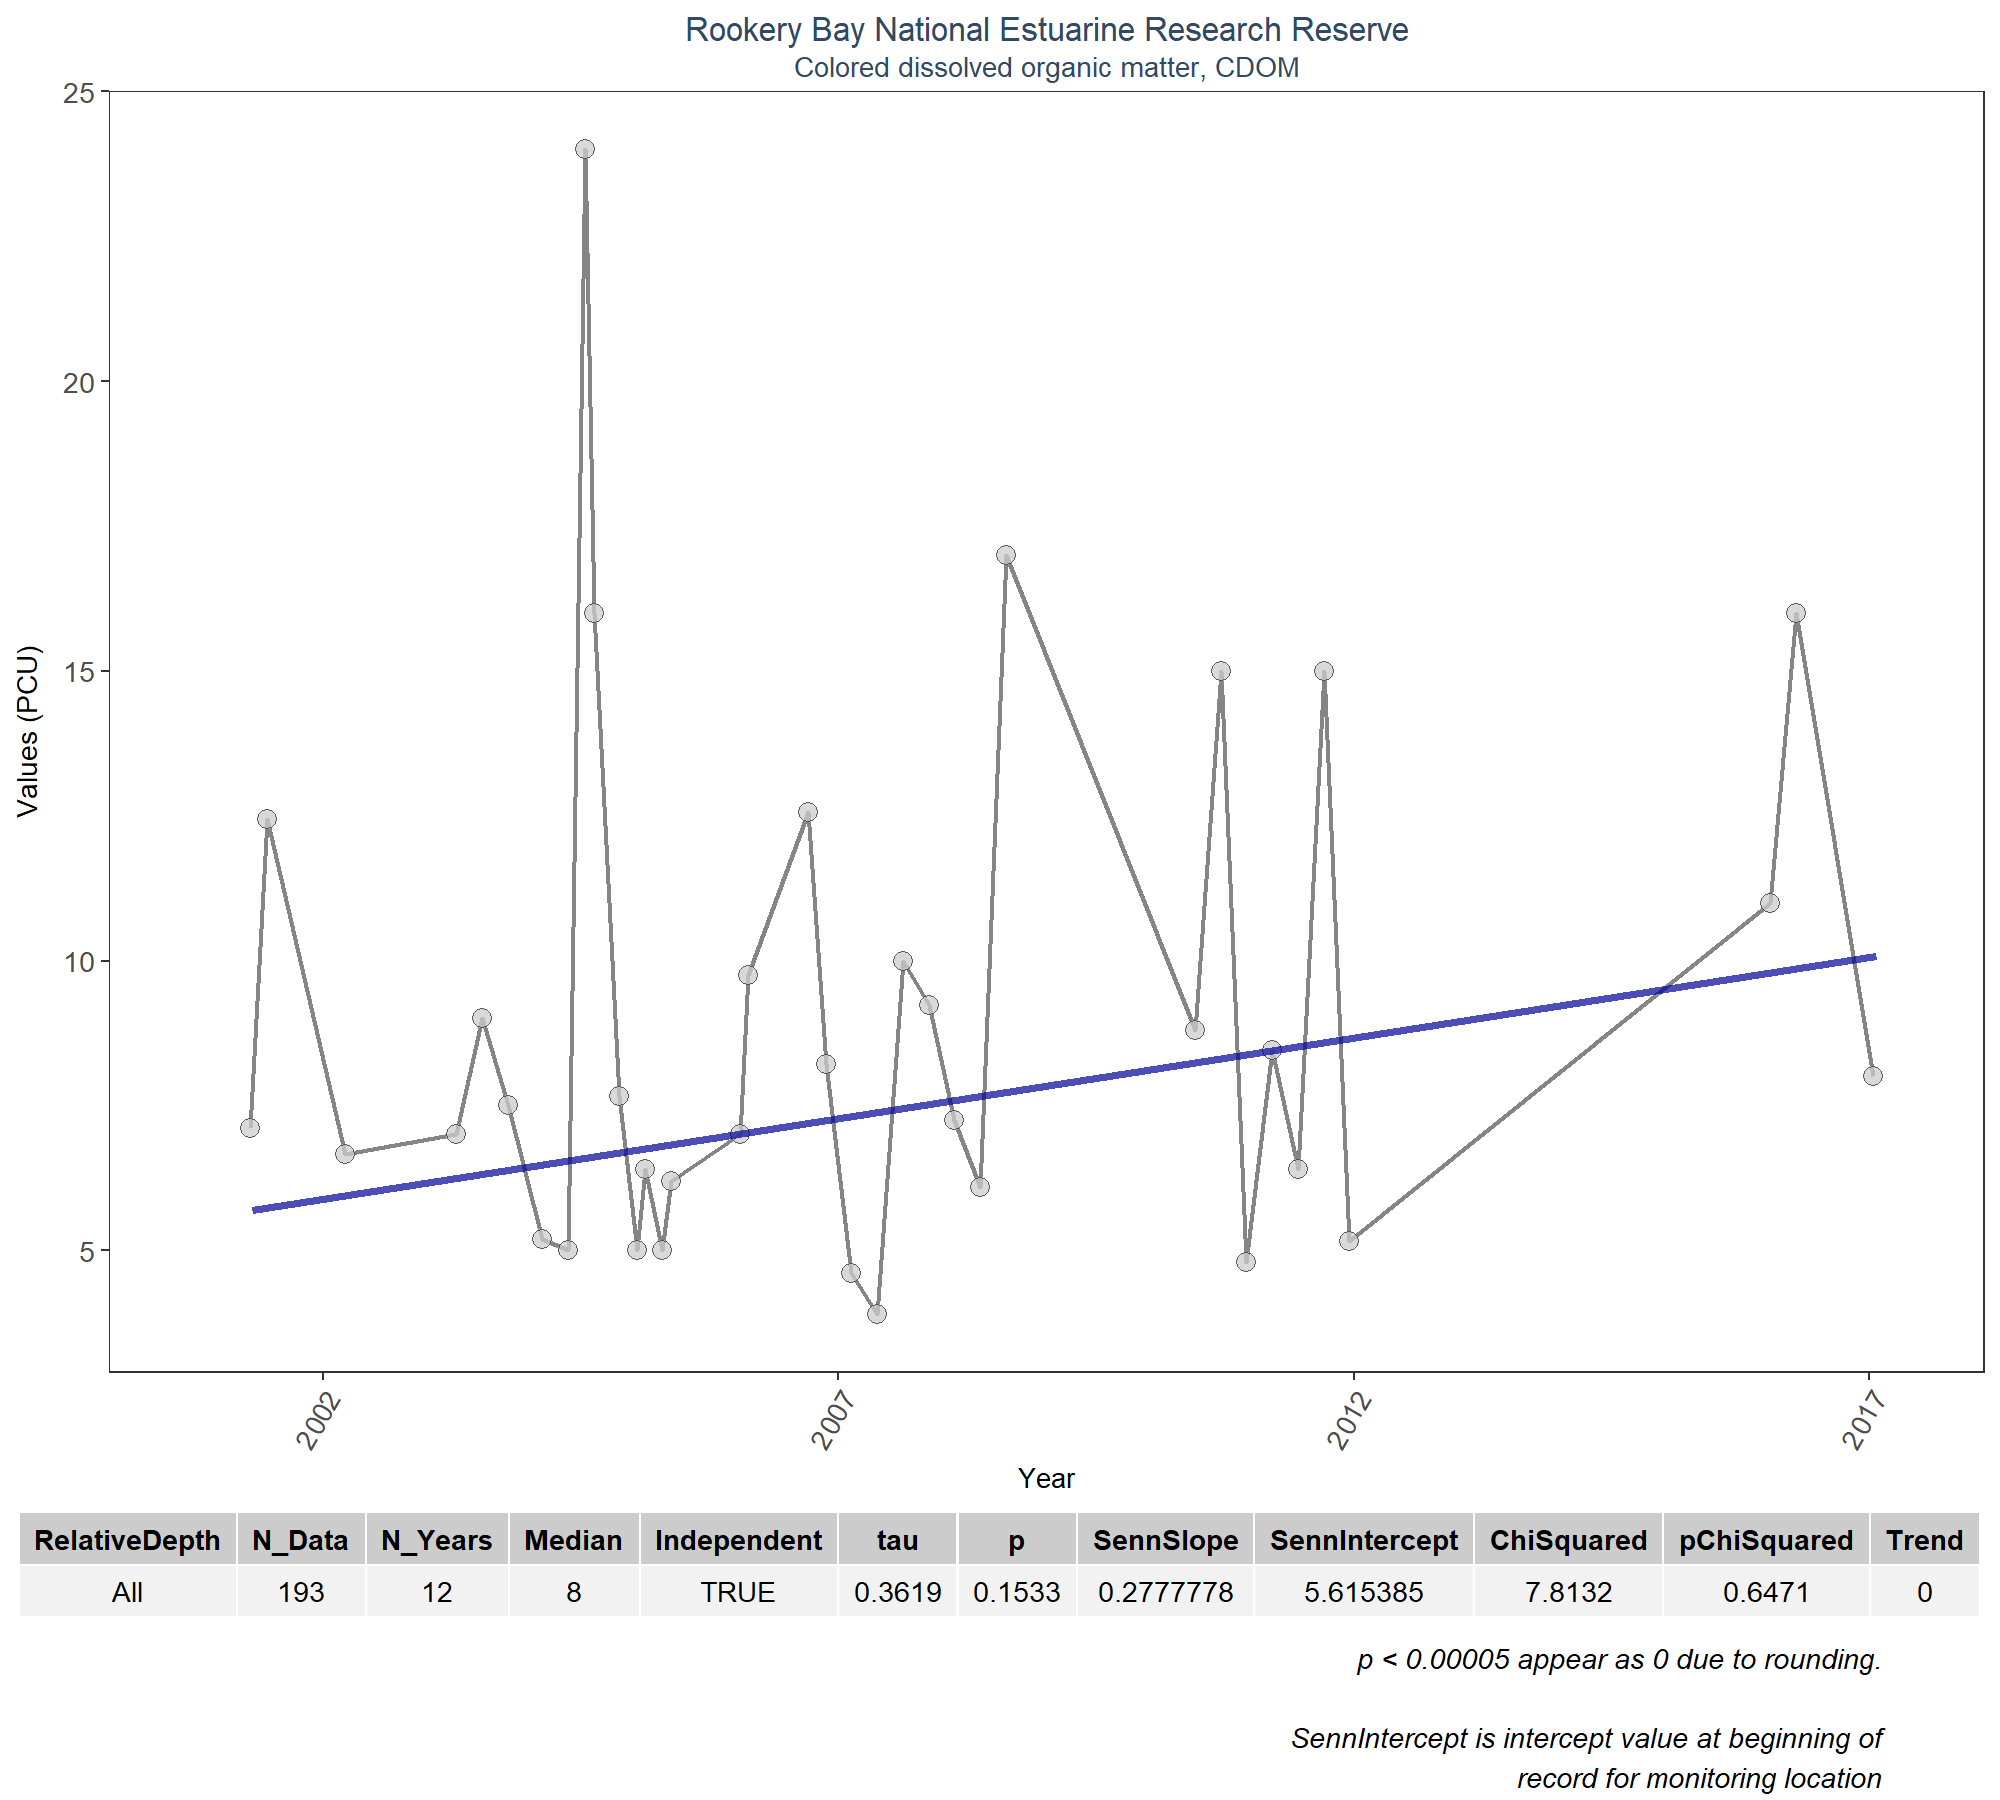 Rookery Bay National Estuarine Research Reserve
Colored dissolved organic matter, CDOM
25
20
15
10
5
Values (PCU)
2002
2007
2012
2017
Year
RelativeDepth N_Data N_Years Median Independent tau p SennSlope SennIntercept ChiSquared pChiSquared Trend
All 193 12 8 TRUE 0.3619 0.1533 0.2777778 5.615385 7.8132 0.6471 0
p < 0.00005 appear as 0 due to rounding.
SennIntercept is intercept value at beginning of
record for monitoring location